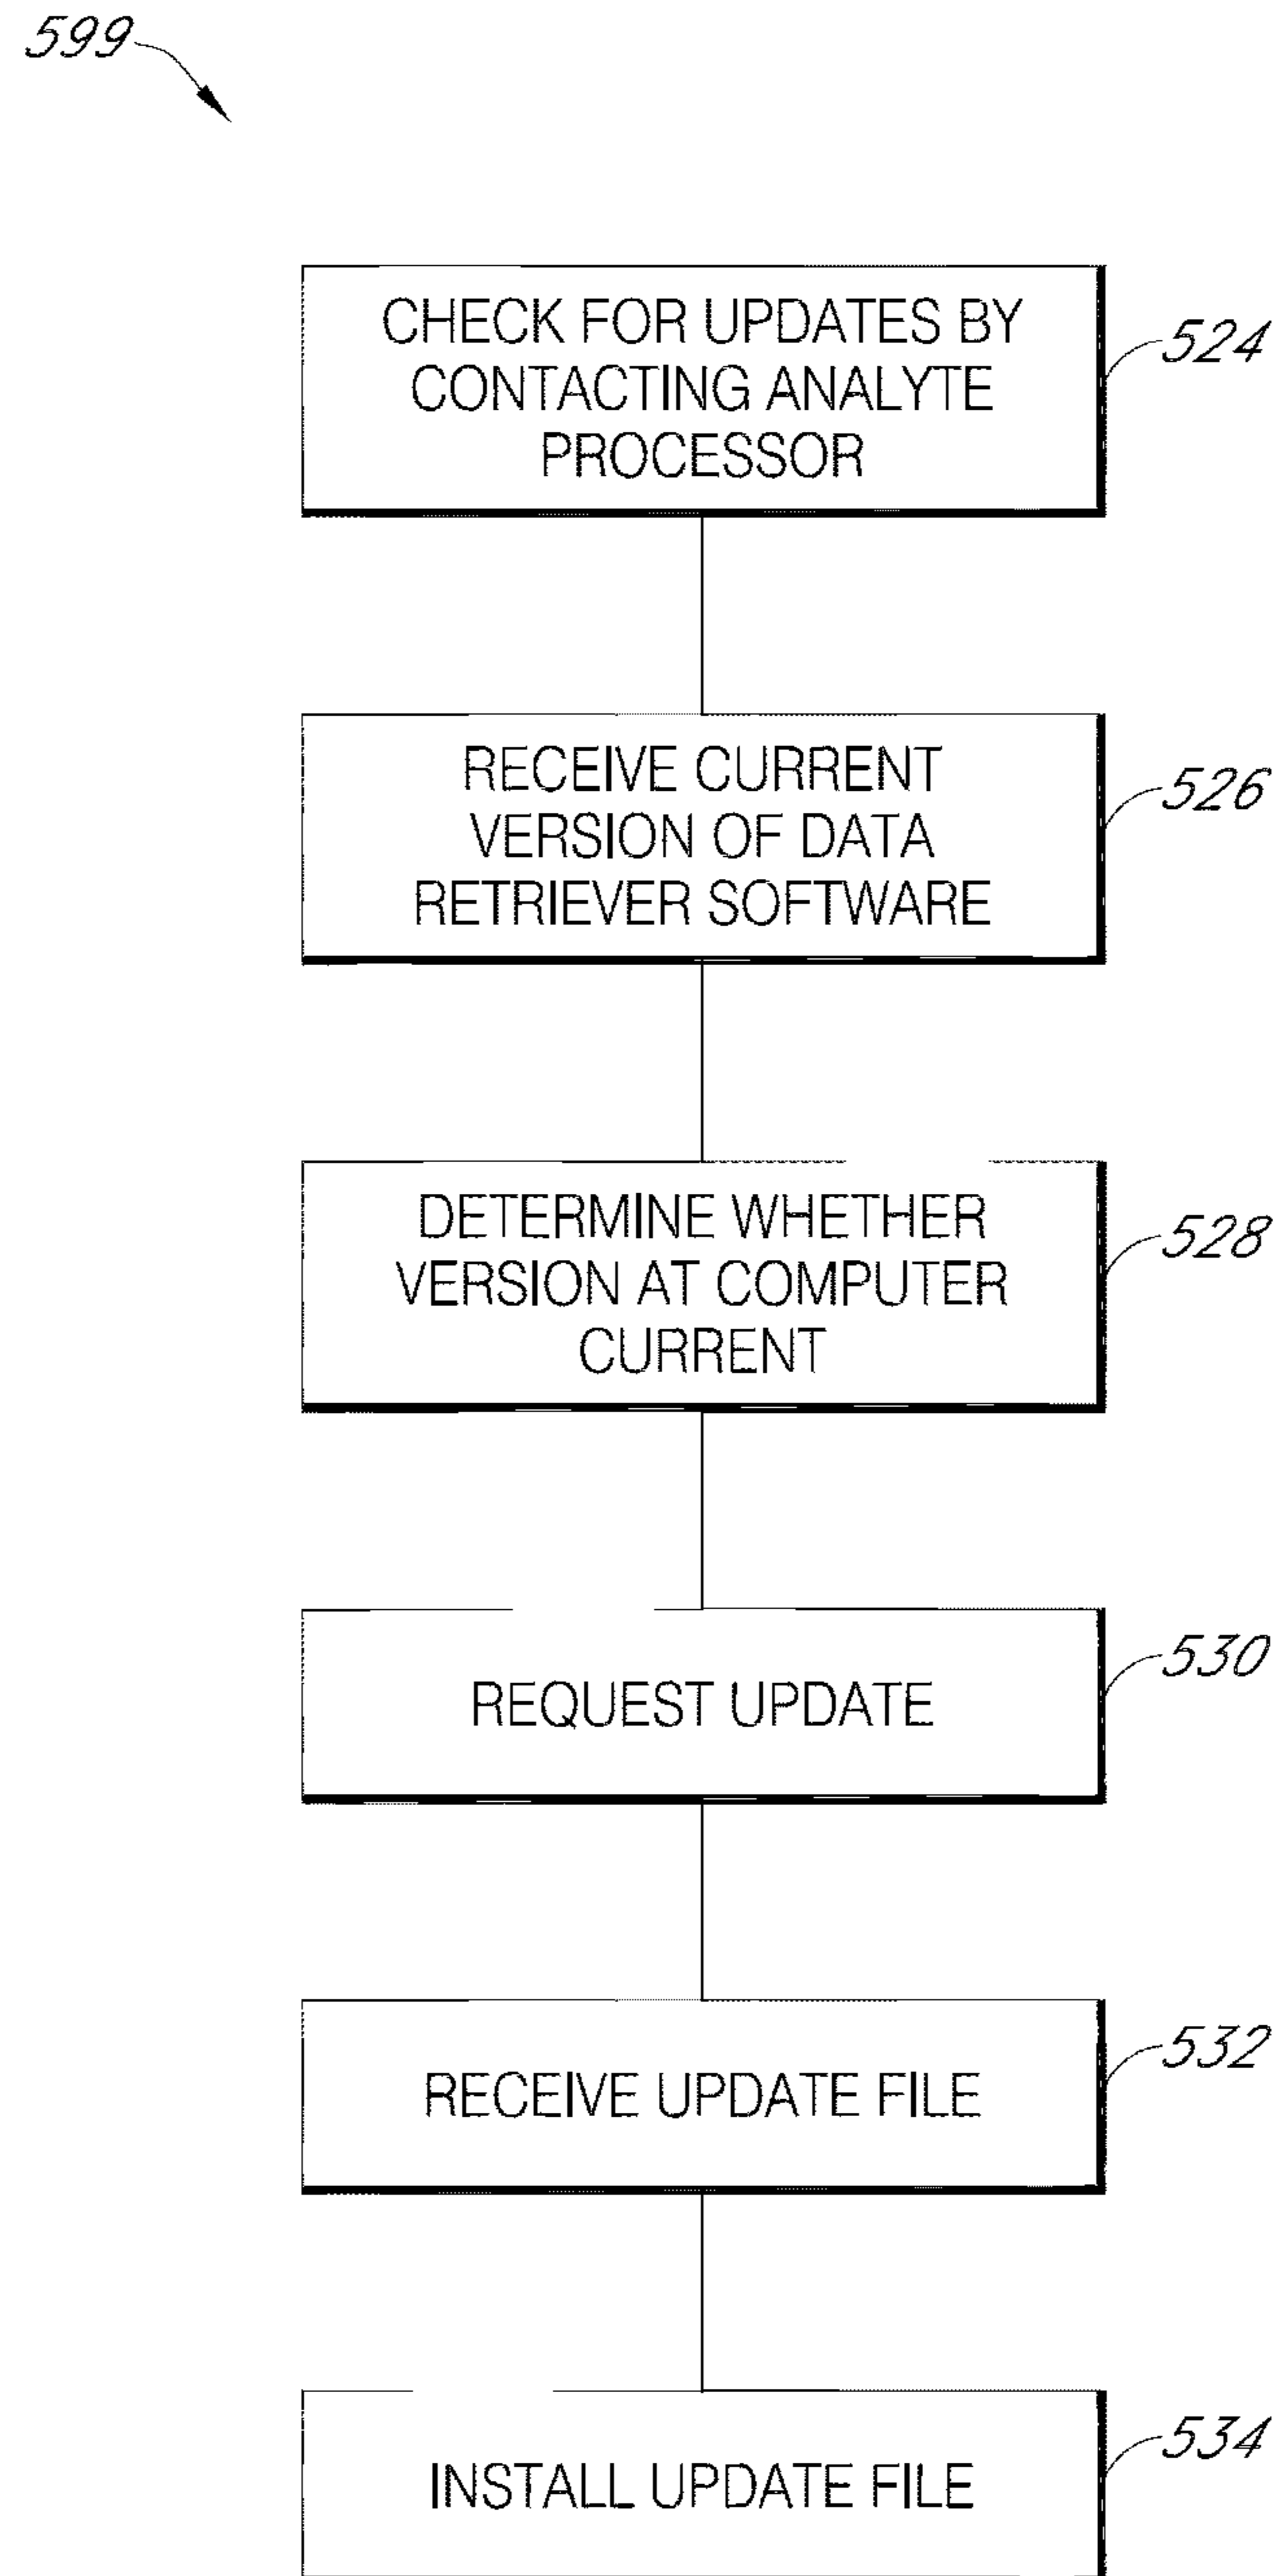 599
CHECK FOR UPDATES BY
CONTACTING ANALYTE
PROCESSOR
524
RECEIVE CURRENT
VERSION OF DATA
RETRIEVER SOFTWARE
526
DETERMINE WHETHER
VERSION AT COMPUTER
CURRENT
528
REQUEST UPDATE
530
RECEIVE UPDATE FILE
532
INSTALL UPDATE FILE
534